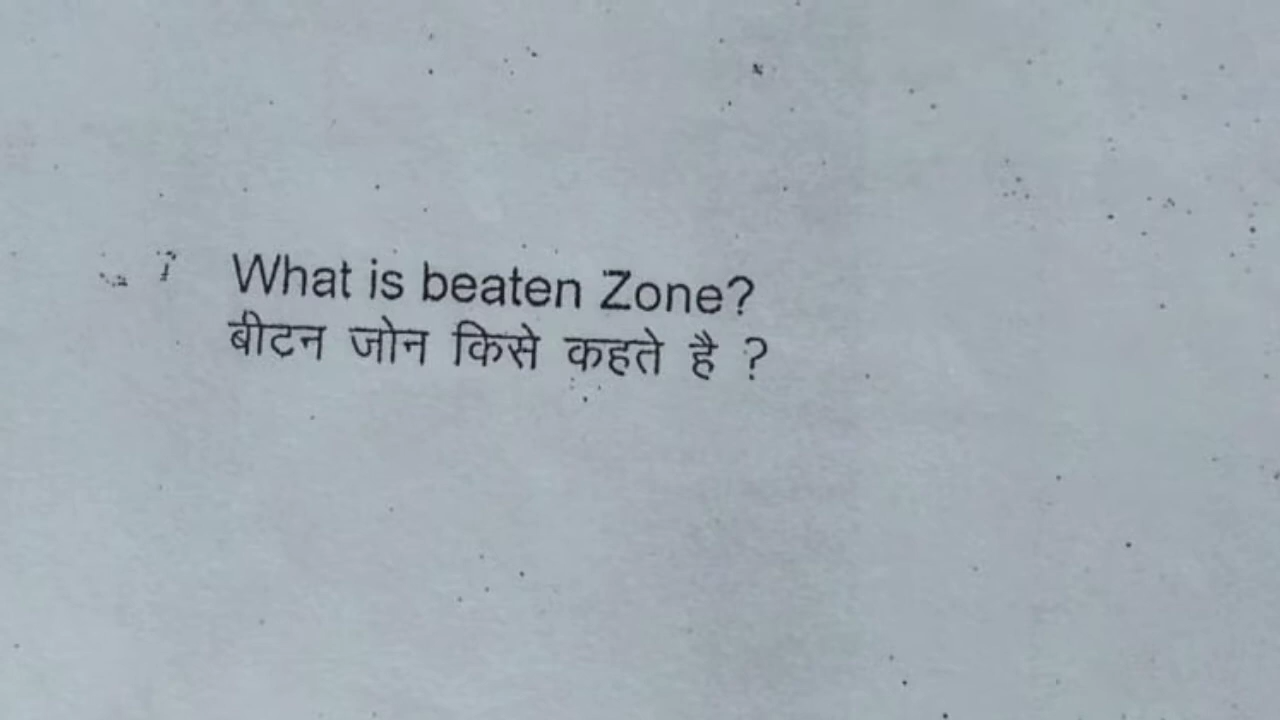 What is beaten Zone?
बीटन जोन किसे कहते है ?